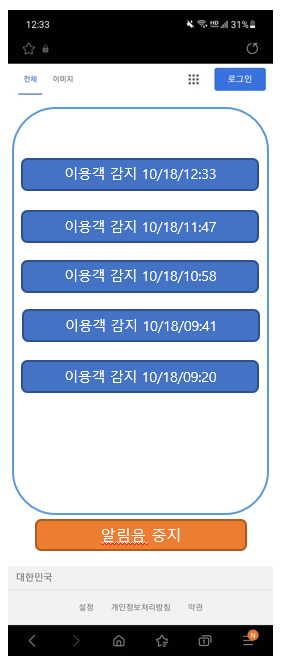 12:33 31%
전체 이미지 로그인
이용객 감지 10/18/12:33
이용객 감지 10/18/11:47
이용객 감지 10/18/10:58
이용객 감지 10/18/09:41
이용객 감지 10/18/09:20
알림음 중지
대한민국
설정 개인정보처리방침 약관
1 N